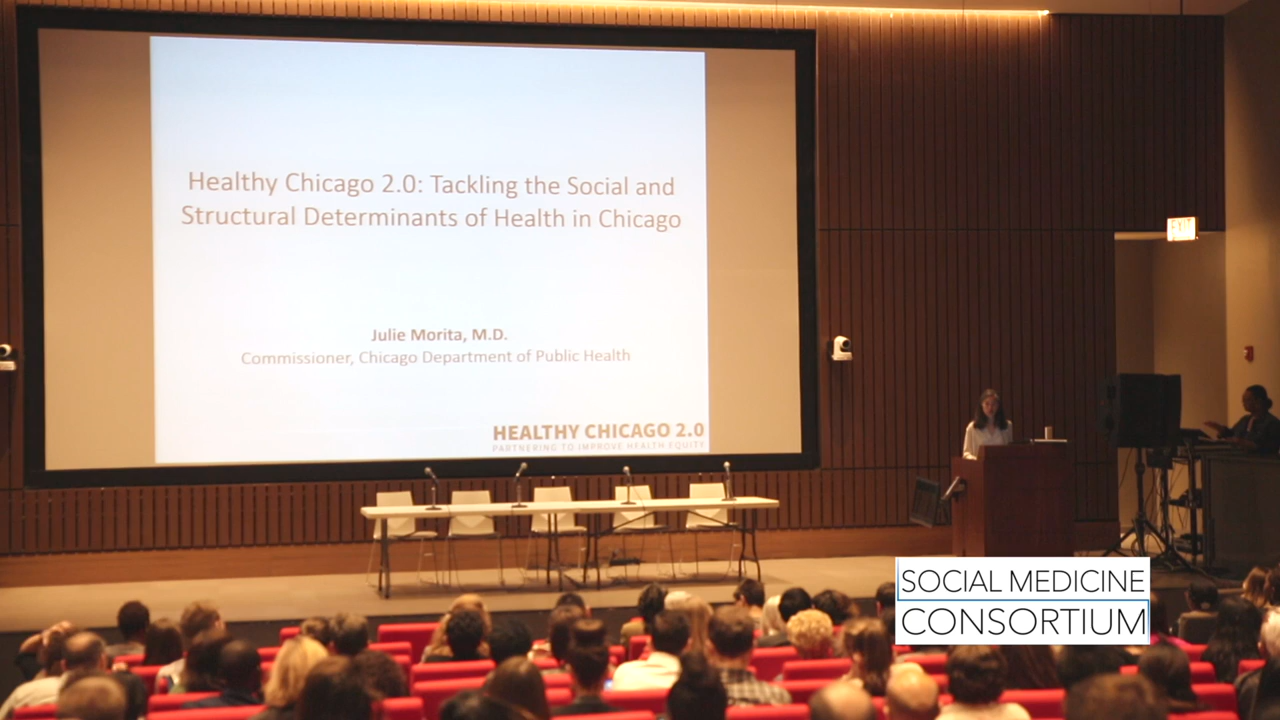 Healthy Chicago 2.0: Tackling the Social and
Structural Determinants of Health in Chicago
Julie Morita, M.D.
Commissioner, Chicago Department of Public Health
HEALTHY CHICAGO 2.0
PARTNERING TO IMPROVE HEALTH EQUITY
EXIT
SOCIAL MEDICINE
CONSORTIUM